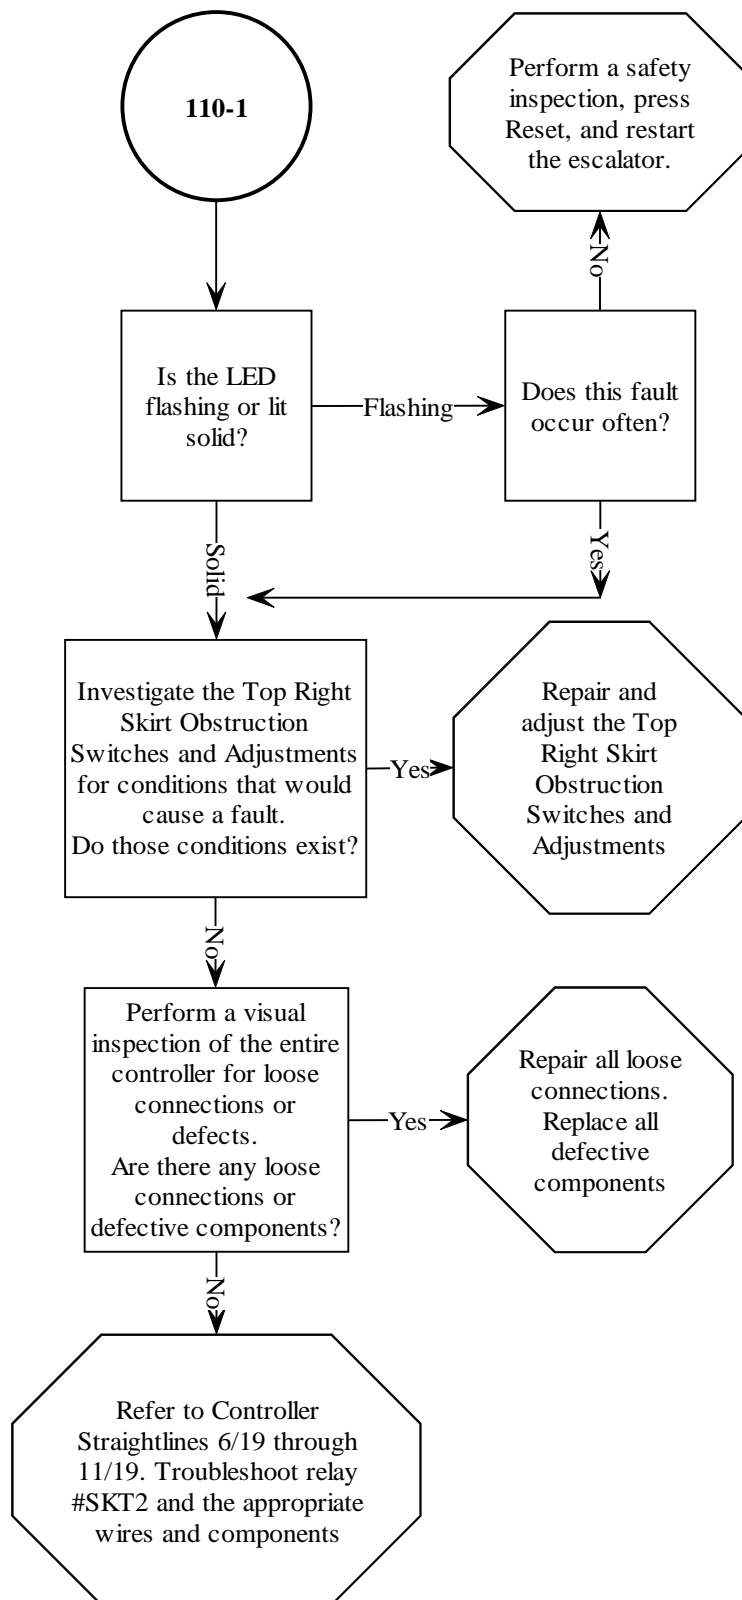 110-1
Perform a safety
inspection, press
Reset, and restart
the escalator.
No
Is the LED
flashing or lit
solid?
Flashing
Does this fault
occur often?
Solid
Yes
Investigate the Top Right
Skirt Obstruction
Switches and Adjustments
for conditions that would
cause a fault.
Do those conditions exist?
Yes
Repair and
adjust the Top
Right Skirt
Obstruction
Switches and
Adjustments
No
Perform a visual
inspection of the entire
controller for loose
connections or
defects.
Are there any loose
connections or
defective components?
Yes
Repair all loose
connections.
Replace all
defective
components
No
Refer to Controller
Straightlines 6/19 through
11/19. Troubleshoot relay
#SKT2 and the appropriate
wires and components